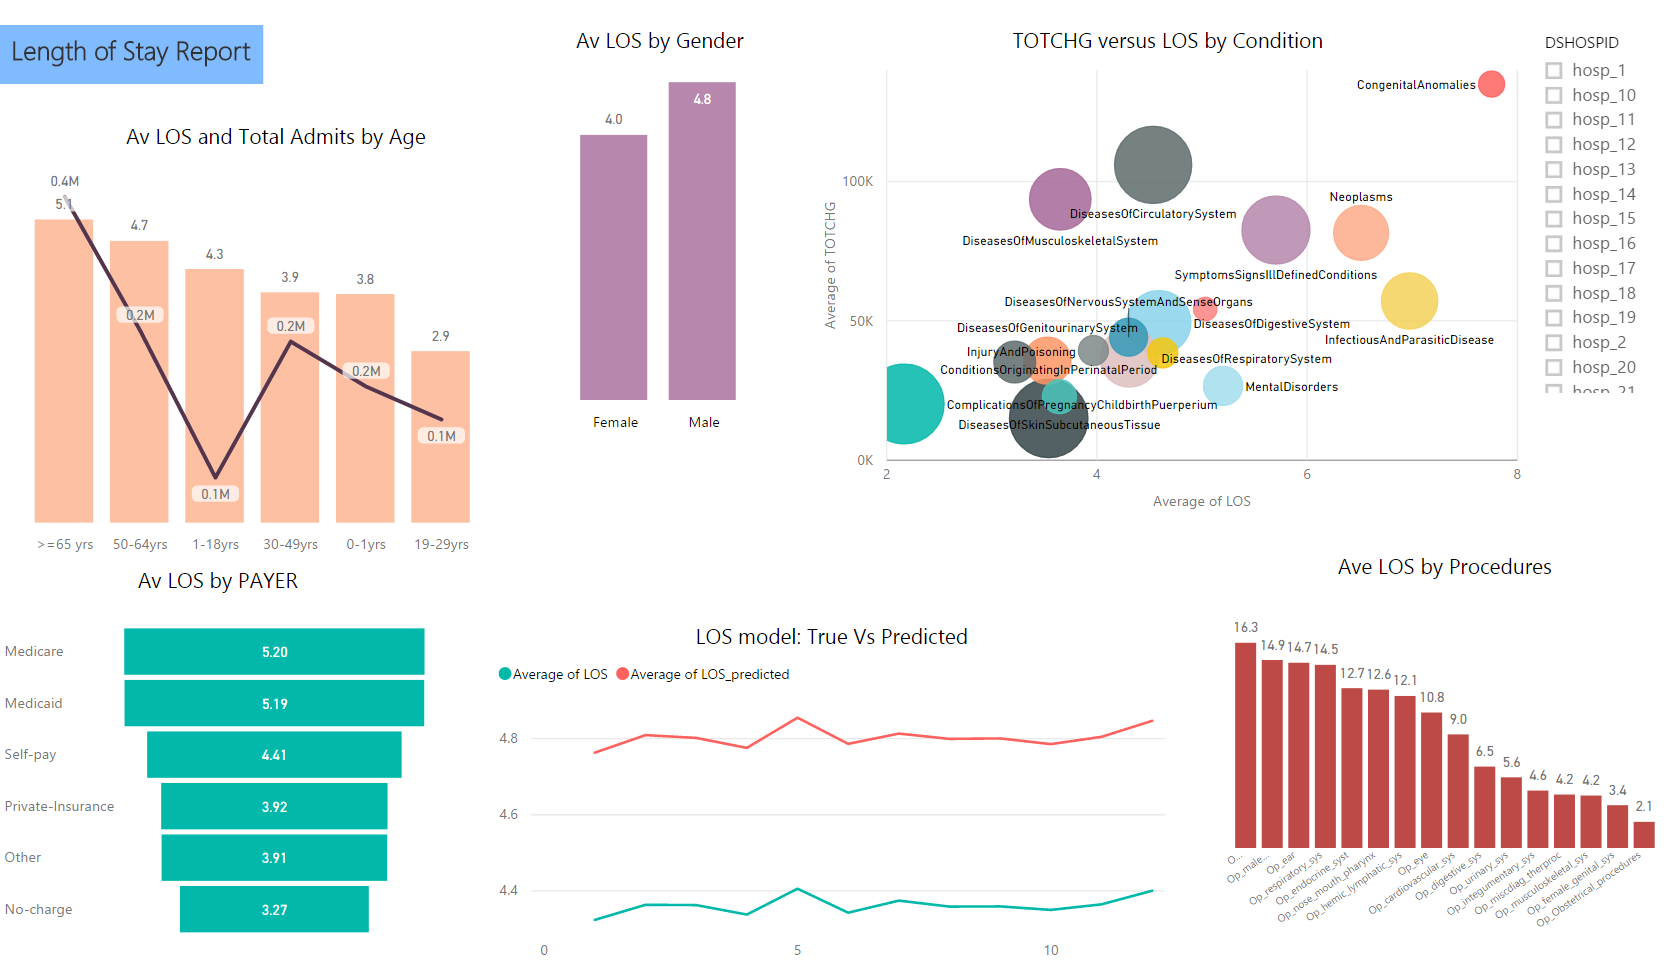 Length of Stay Report
Av LOS and Total Admits by Age
0.4M
5.1
4.7
4.3
3.9
3.8
2.9
0.2M
0.1M
0.2M
0.2M
0.1M
>=65 yrs
50-64yrs
1-18yrs
30-49yrs
0-1yrs
19-29yrs
Av LOS by Gender
4.0
4.8
Female
Male
TOTCHG versus LOS by Condition
Average of TOTCHG
100K
50K
0K
CongenitalAnomalies
Neoplasms
DiseasesOfCirculatorySystem
DiseasesOfMusculoskeletalSystem
SymptomsSignsIllDefinedConditions
DiseasesOfNervousSystemAndSenseOrgans
DiseasesOfDigestiveSystem
DiseasesOfGenitourinarySystem
InfectiousAndParasiticDisease
InjuryAndPoisoning
DiseasesOfRespiratorySystem
ConditionsOriginatingInPerinatalPeriod
MentalDisorders
ComplicationsOfPregnancyChildbirthPuerperium
DiseasesOfSkinSubcutaneousTissue
2
4
6
8
Average of LOS
DSHOSPID
hosp_1
hosp_10
hosp_11
hosp_12
hosp_13
hosp_14
hosp_15
hosp_16
hosp_17
hosp_18
hosp_19
hosp_2
hosp_20
hosp_21
Av LOS by PAYER
Medicare 5.20
Medicaid 5.19
Self-pay 4.41
Private-Insurance 3.92
Other 3.91
No-charge 3.27
LOS model: True Vs Predicted
Average of LOS
Average of LOS_predicted
4.8
4.6
4.4
0
5
10
Ave LOS by Procedures
16.3
14.9
14.7
14.5
12.7
12.6
12.1
10.8
9.0
6.5
5.6
4.6
4.2
4.2
3.4
2.1
O...
Op_male...
Op_ear
Op_respiratory_sys
Op_endocrine_syst
Op_nose_mouth_pharynx
Op_hemic_lymphatic_sys
Op_eye
Op_cardiovascular_sys
Op_digestive_sys
Op_urinary_sys
Op_integumentary_sys
Op_miscdiag_therproc
Op_musculoskeletal_sys
Op_female_genital_sys
Op_Obstetrical_procedures